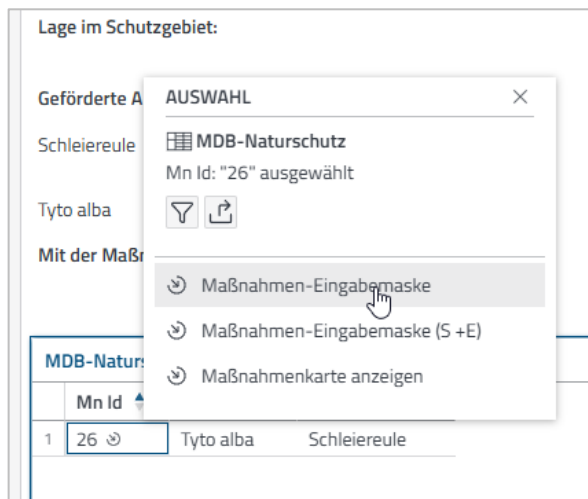 Lage im Schutzgebiet:
Geförderte A
Schleiereule
Tyto alba
Mit der Maßn
AUSWAHL
MDB-Naturschutz
Mn Id: "26" ausgewählt
Maßnahmen-Eingabemaske
Maßnahmen-Eingabemaske (S +E)
Maßnahmenkarte anzeigen
MDB-Naturs
Mn Id
1 26 Tyto alba Schleiereule